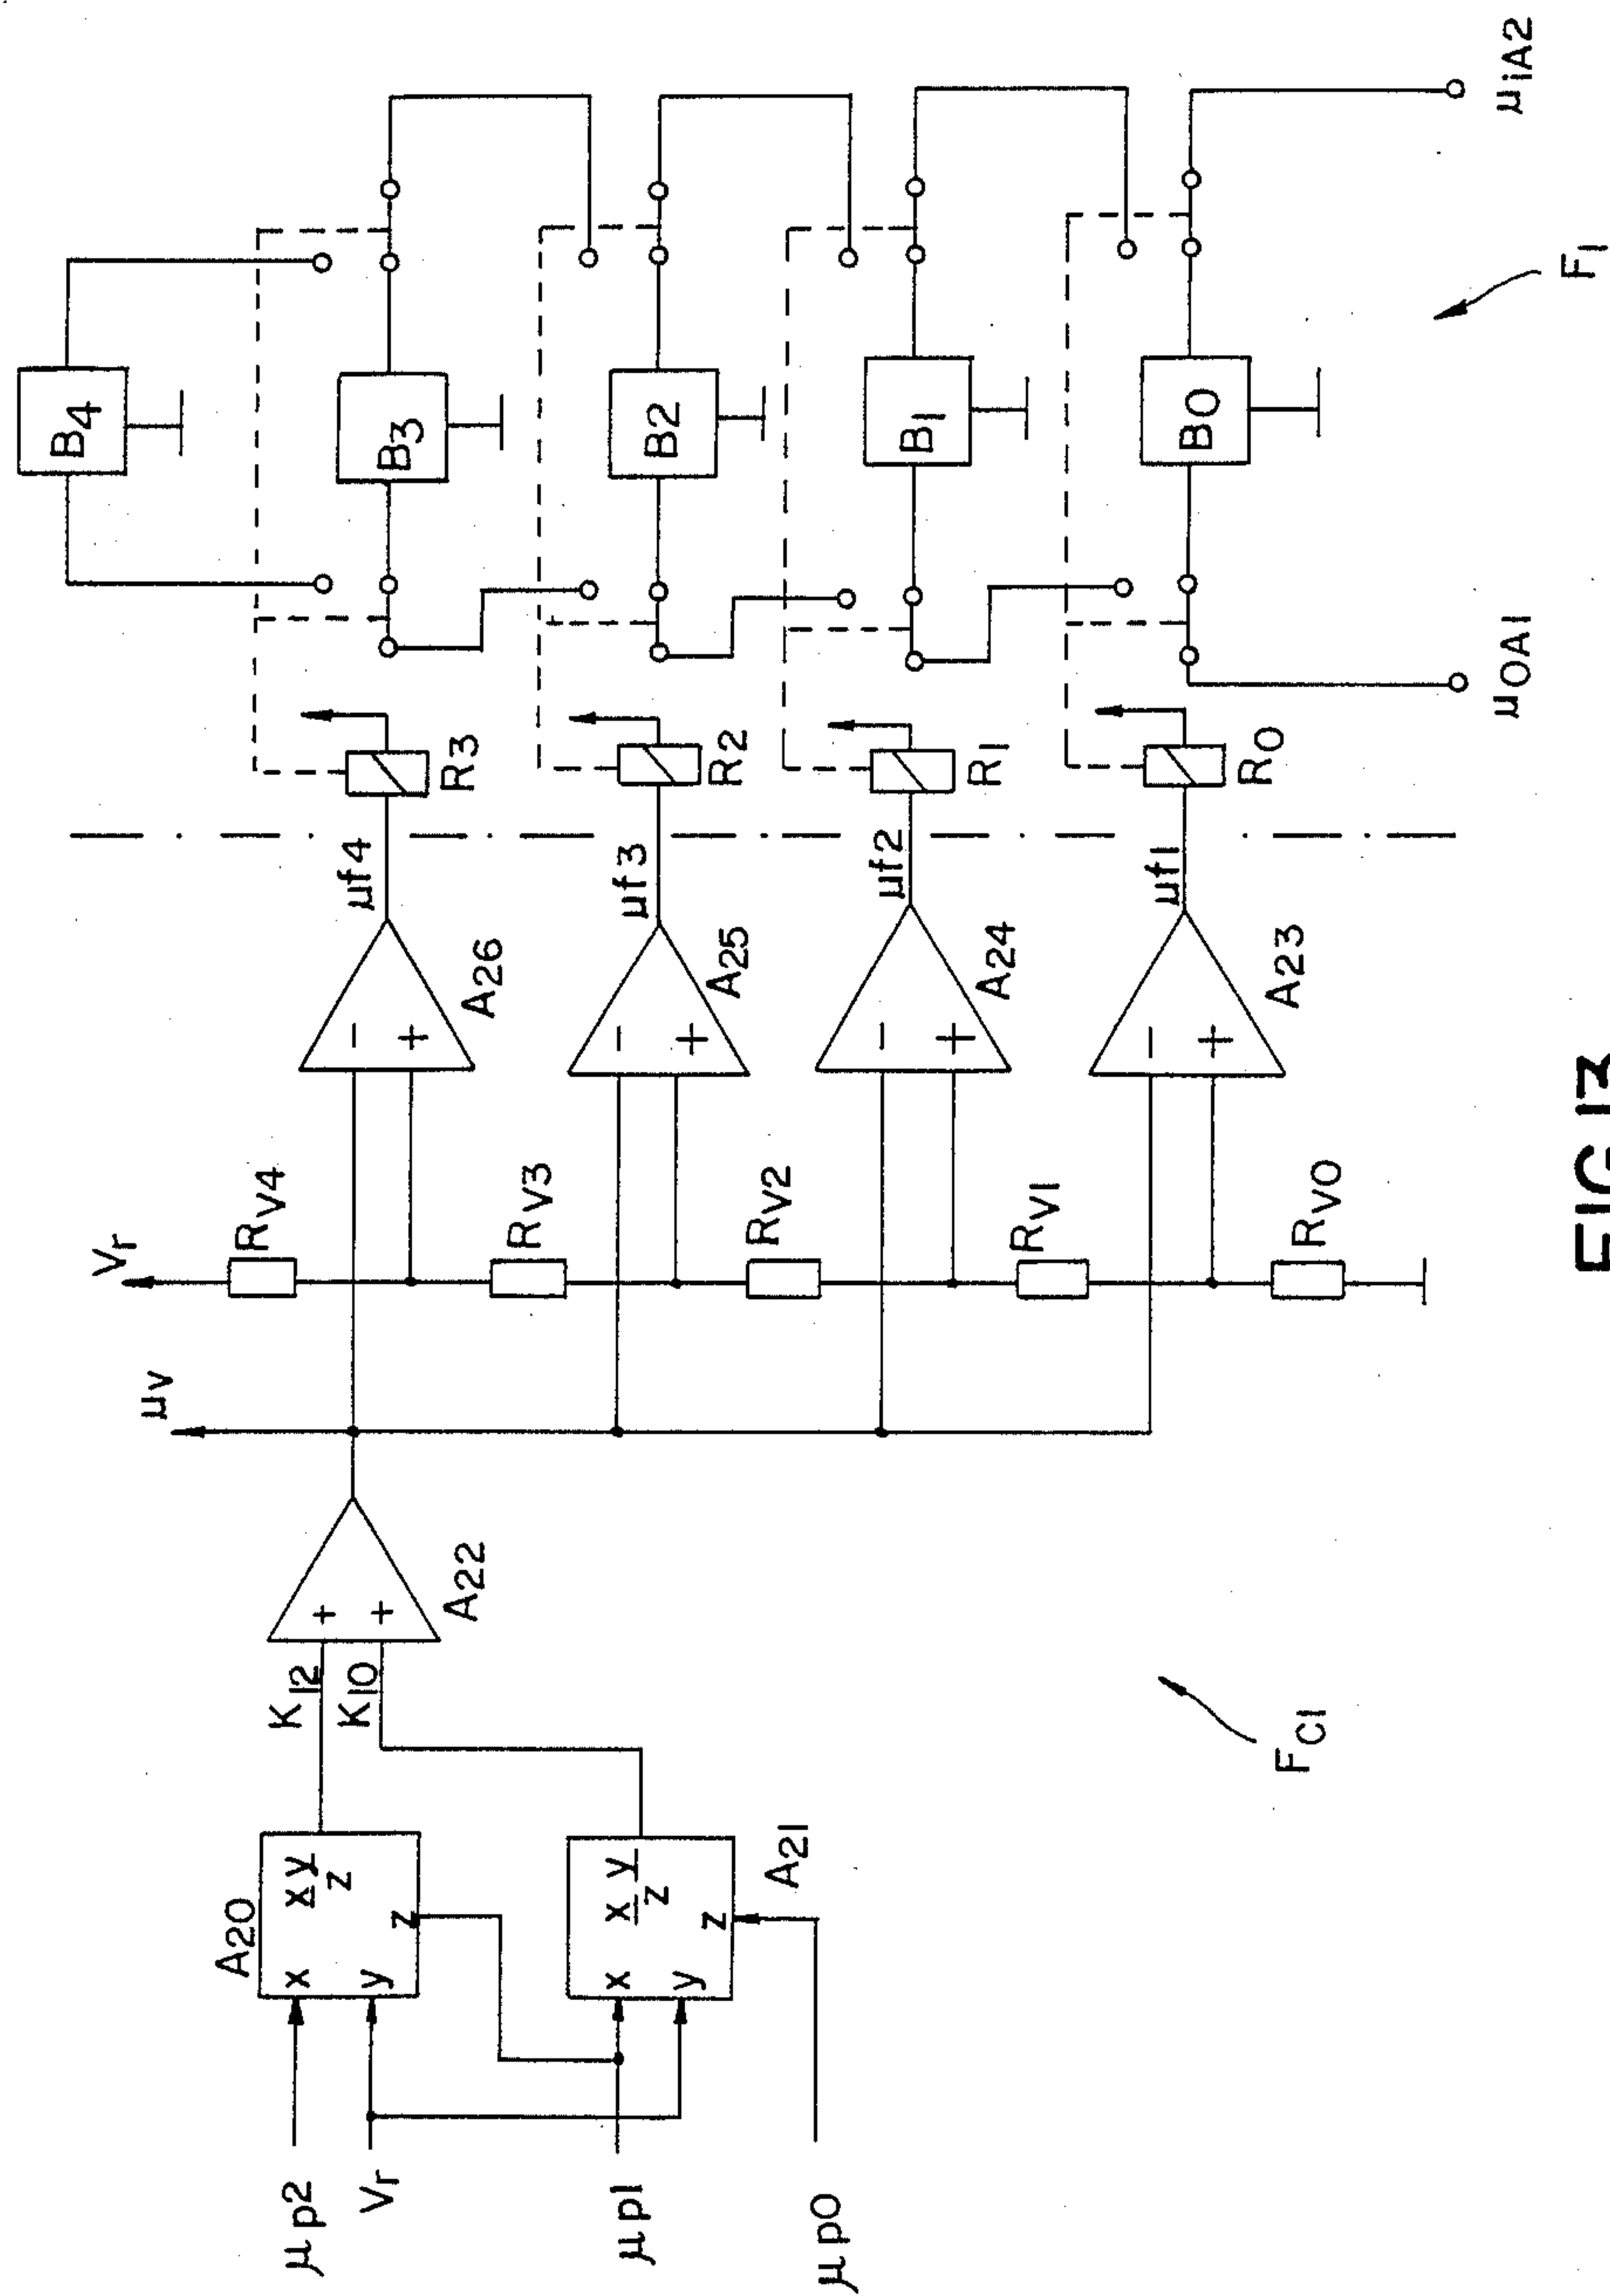 μp2
Vr
μp1
μp0
A20
x
y
z
x y
z
A21
x
y
z
x y
z
K12
K10
+
+
A22
μv
Vr
RV4
RV3
RV2
RV1
RV0
−
+
A26
−
+
A25
−
+
A24
−
+
A23
μf4
μf3
μf2
μf1
R3
R2
R1
R0
B4
B3
B2
B1
B0
μOA1
μiA2
F1
FC1
FIG.13